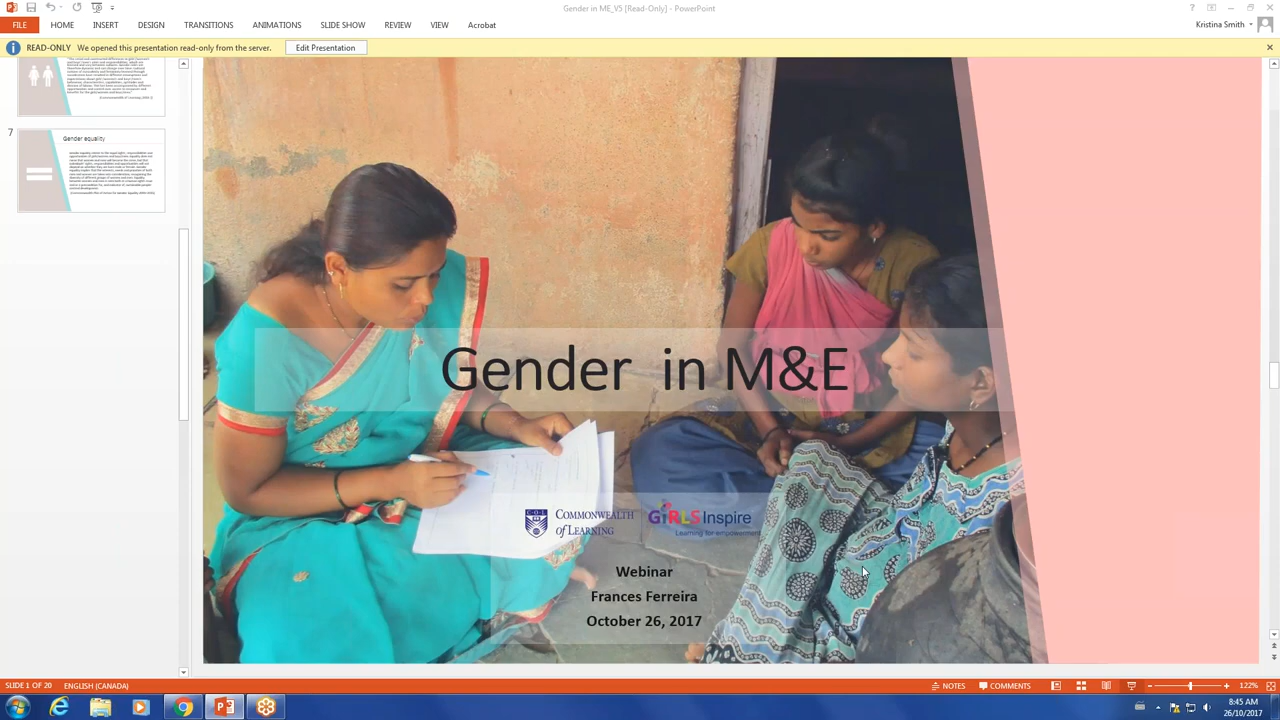 Gender in ME_V5 [Read-Only] - PowerPoint
FILE HOME INSERT DESIGN TRANSITIONS ANIMATIONS SLIDE SHOW REVIEW VIEW Acrobat
Kristina Smith
READ-ONLY We opened this presentation read-only from the server. Edit Presentation
7
Gender equality
Gender in M&E
COMMONWEALTH of LEARNING
GiRLS Inspire
Learning for empowerment
Webinar
Frances Ferreira
October 26, 2017
SLIDE 1 OF 20 ENGLISH (CANADA) NOTES COMMENTS 122%
8:45 AM
26/10/2017